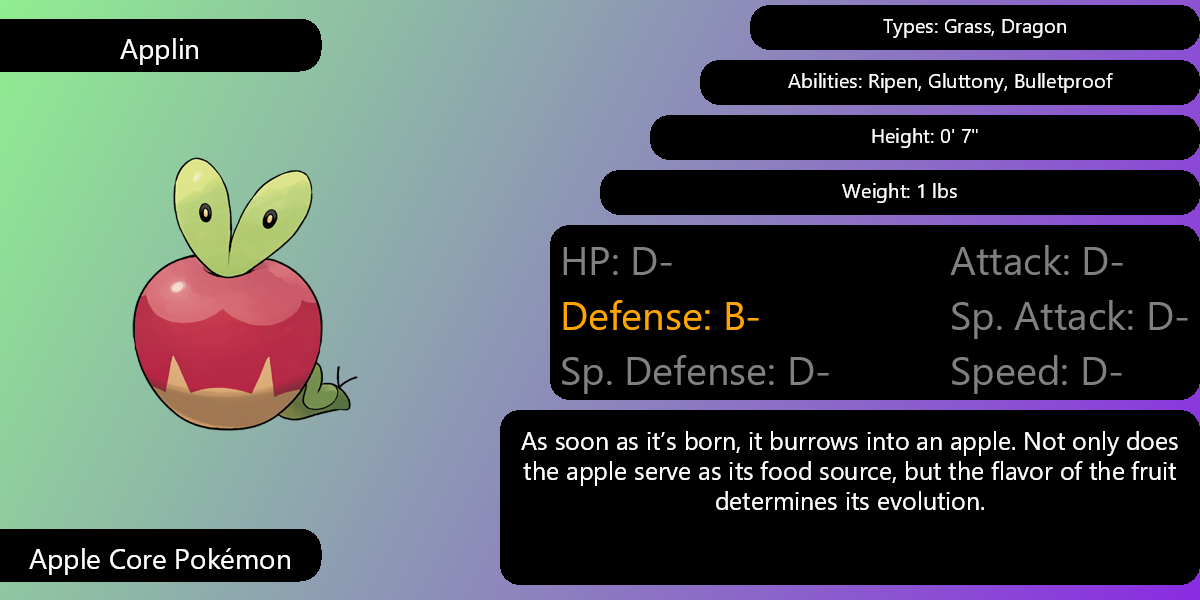 Applin
Types: Grass, Dragon
Abilities: Ripen, Gluttony, Bulletproof
Height: 0' 7"
Weight: 1 lbs
HP: D-
Attack: D-
Defense: B-
Sp. Attack: D-
Sp. Defense: D-
Speed: D-
As soon as it’s born, it burrows into an apple. Not only does
the apple serve as its food source, but the flavor of the fruit
determines its evolution.
Apple Core Pokémon